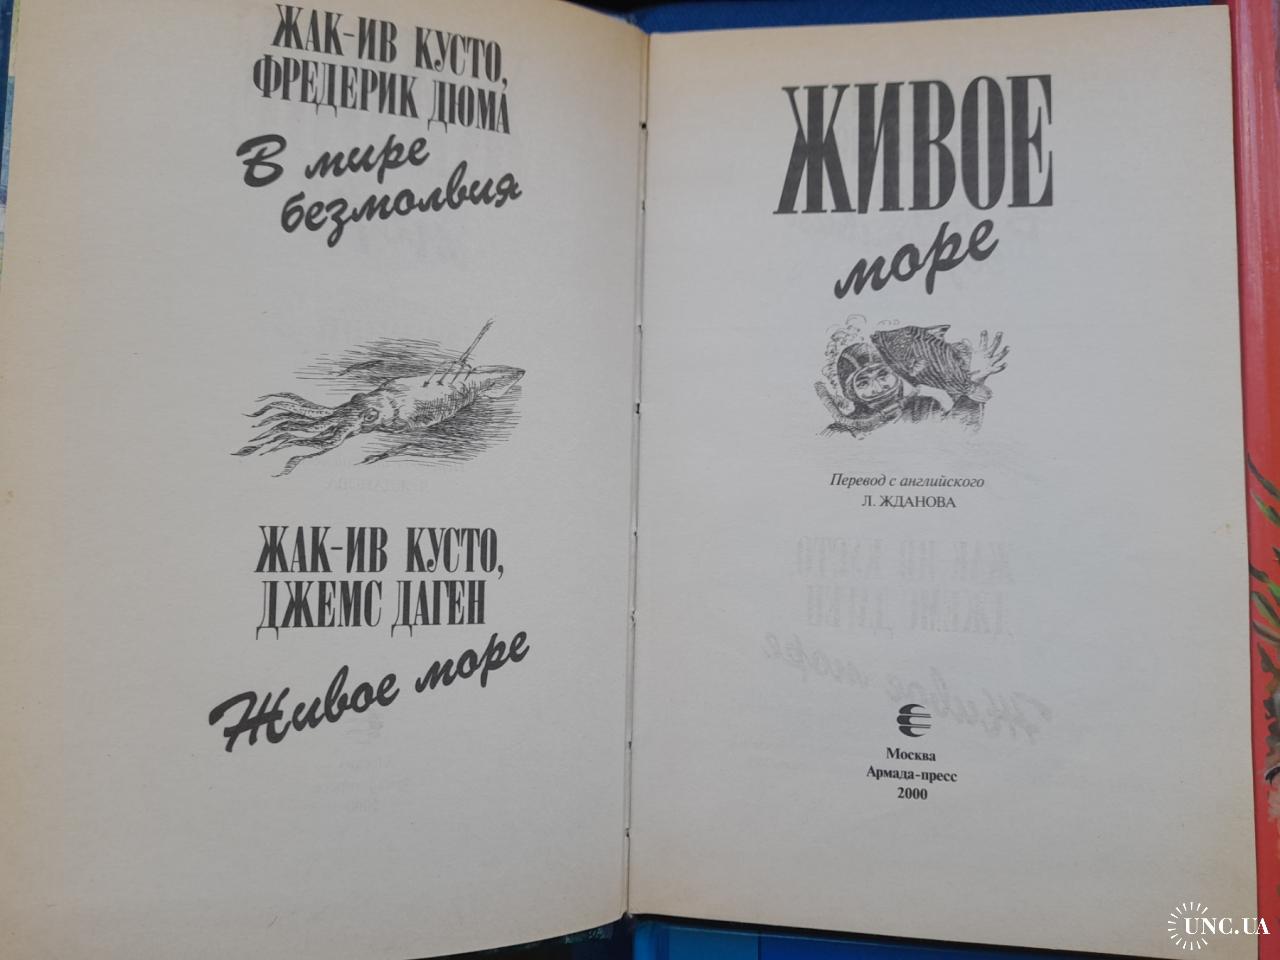 ЖАК-ИВ КУСТО,
ФРЕДЕРИК ДЮМА
В мире
безмолвия
ЖАК-ИВ КУСТО,
ДЖЕМС ДАГЕН
Живое море
ЖИВОЕ
море
Перевод с английского
Л. ЖДАНОВА
Москва
Армада-пресс
2000
UNC.UA